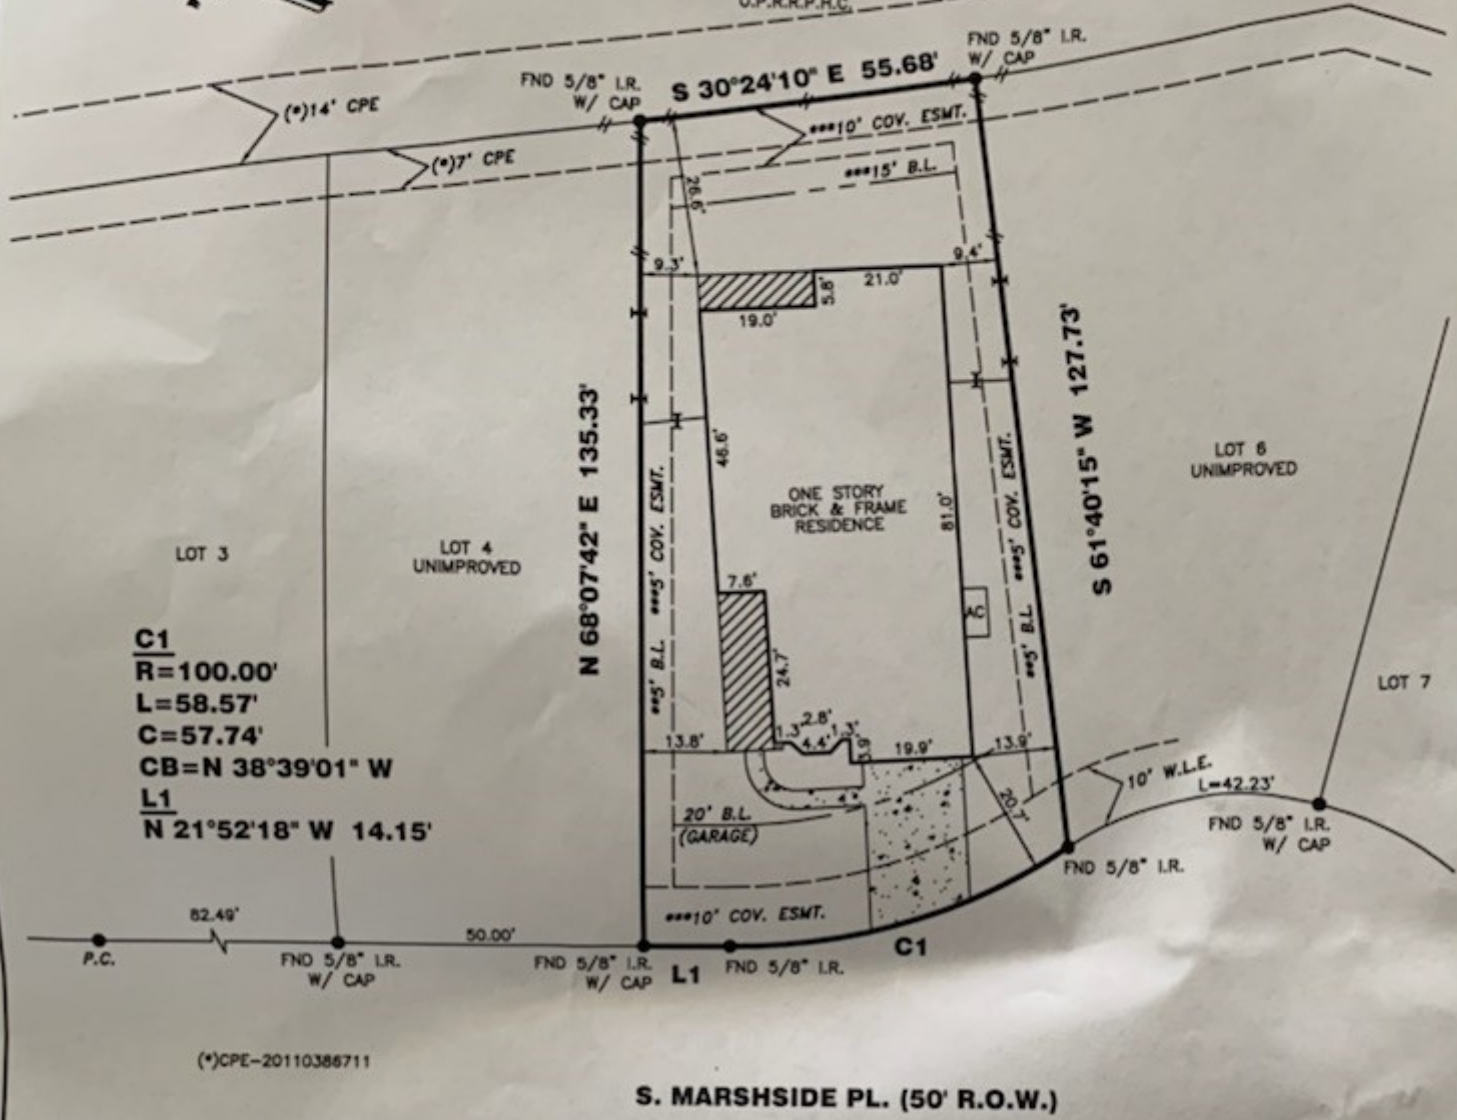 U.P.R.R.P.H.C.
FND 5/8" I.R.
W/ CAP
S 30°24'10" E 55.68'
FND 5/8" I.R.
W/ CAP
(*)14' CPE
(*)7' CPE
***10' COV. ESMT.
***15' B.L.
26.6'
9.3'
9.4'
21.0'
5.8'
19.0'
N 68°07'42" E 135.33'
S 61°40'15" W 127.73'
46.6'
81.0'
ONE STORY
BRICK & FRAME
RESIDENCE
LOT 6
UNIMPROVED
LOT 3
LOT 4
UNIMPROVED
**5' B.L.
***5' COV. ESMT.
***5' COV. ESMT.
**5' B.L.
7.6'
AC
24.7'
LOT 7
C1
R=100.00'
L=58.57'
C=57.74'
CB=N 38°39'01" W
L1
N 21°52'18" W 14.15'
13.8'
1.3'
2.8'
1.3'
4.4'
19.9'
13.9'
20.7'
10' W.L.E.
L=42.23'
20' B.L.
(GARAGE)
FND 5/8" I.R.
W/ CAP
FND 5/8" I.R.
***10' COV. ESMT.
82.49'
50.00'
P.C.
FND 5/8" I.R.
W/ CAP
FND 5/8" I.R.
W/ CAP
L1
FND 5/8" I.R.
C1
(*)CPE-20110386711
S. MARSHSIDE PL. (50' R.O.W.)